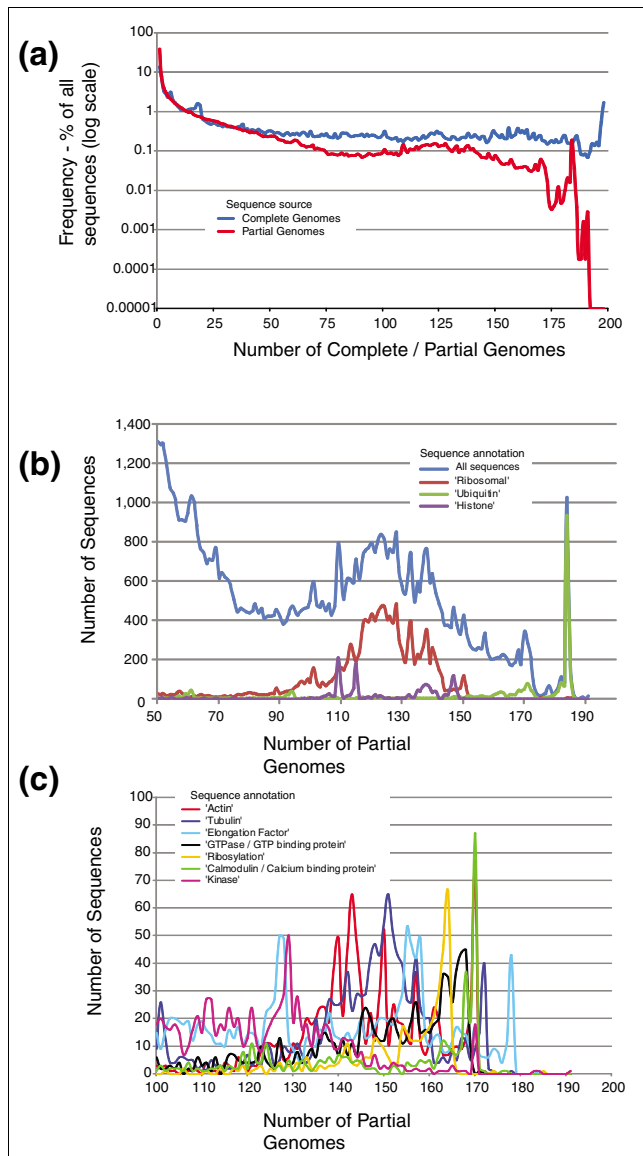 (a)
Frequency - % of all
sequences (log scale)
100
10
1
0.1
0.01
0.001
0.0001
0.00001
Sequence source
Complete Genomes
Partial Genomes
0 25 50 75 100 125 150 175 200
Number of Complete / Partial Genomes
(b)
Number of Sequences
1,400
1,200
1,000
800
600
400
200
0
Sequence annotation
All sequences
'Ribosomal'
'Ubiquitin'
'Histone'
50 70 90 110 130 150 170 190
Number of Partial
Genomes
(c)
Number of Sequences
100
90
80
70
60
50
40
30
20
10
0
Sequence annotation
'Actin'
'Tubulin'
'Elongation Factor'
'GTPase / GTP binding protein'
'Ribosylation'
'Calmodulin / Calcium binding protein'
'Kinase'
100 110 120 130 140 150 160 170 180 190 200
Number of Partial
Genomes